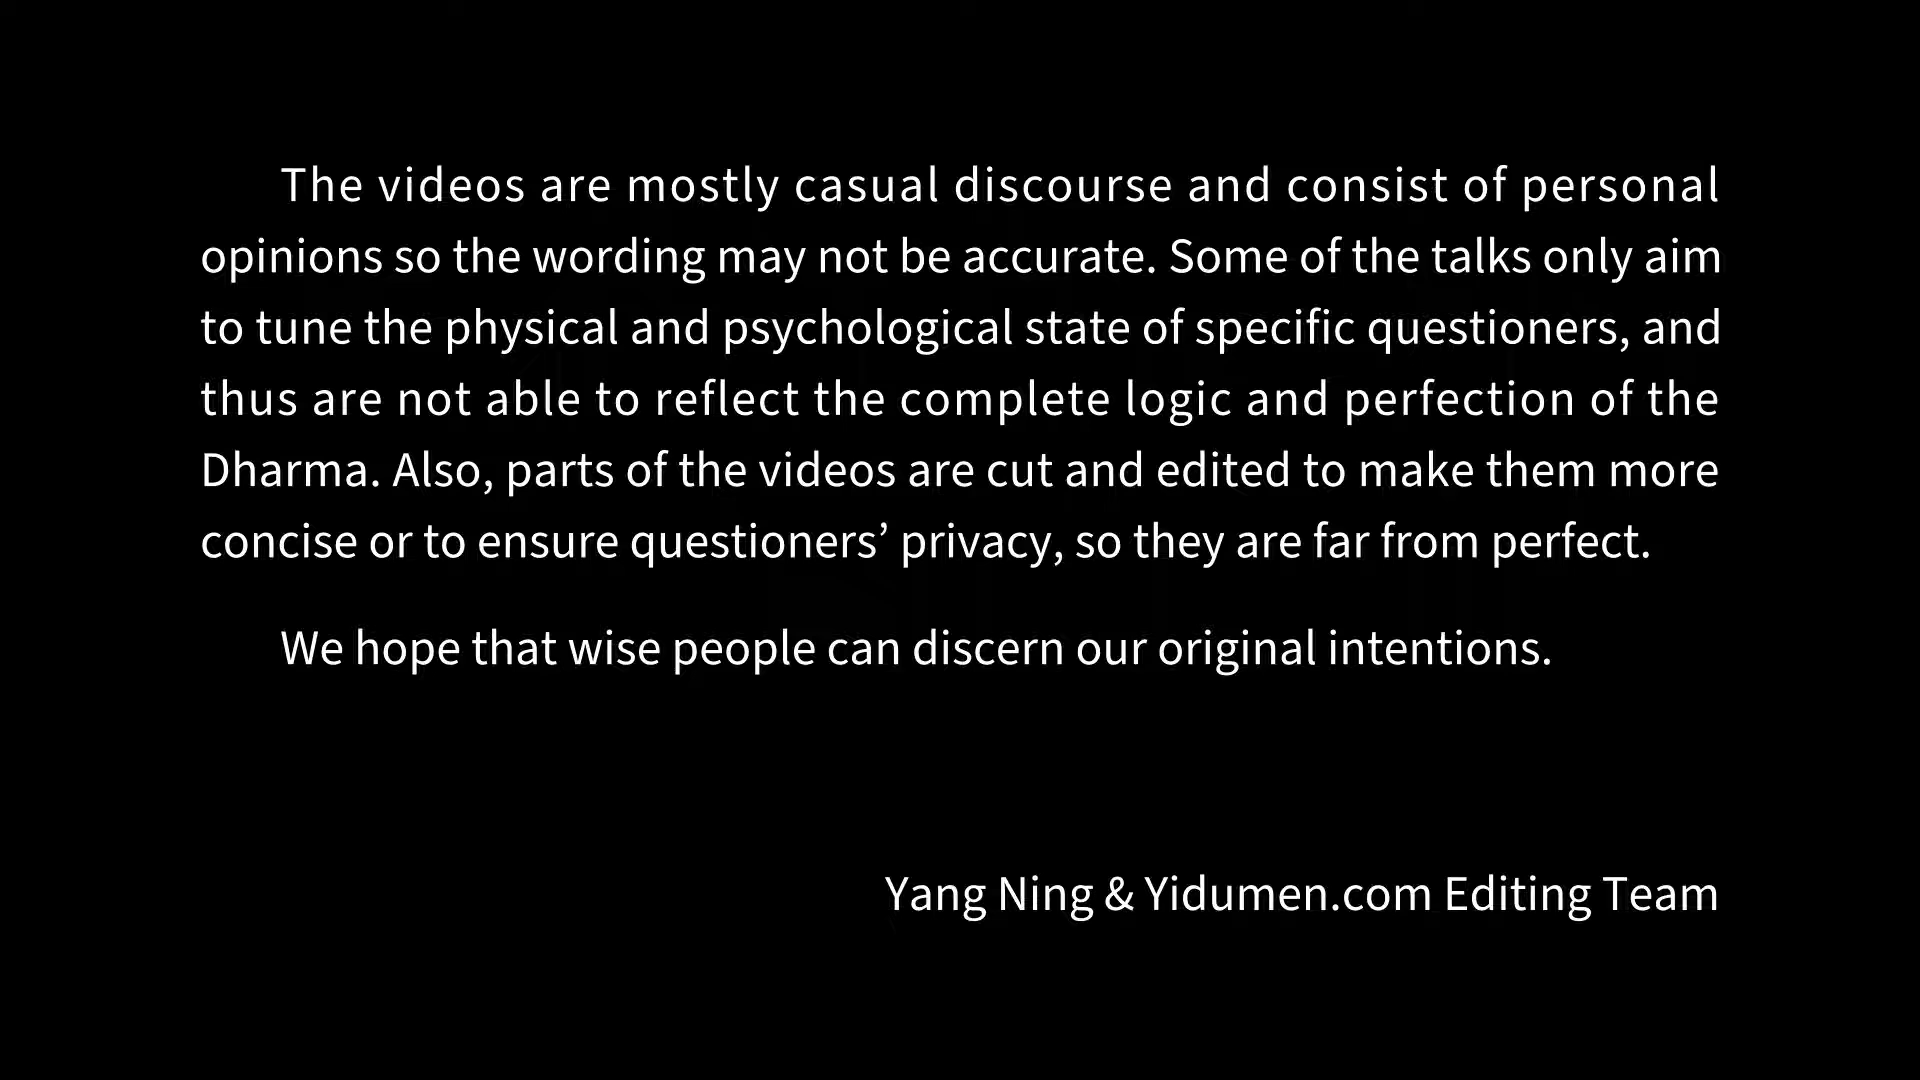 The videos are mostly casual discourse and consist of personal
opinions so the wording may not be accurate. Some of the talks only aim
to tune the physical and psychological state of specific questioners, and
thus are not able to reflect the complete logic and perfection of the
Dharma. Also, parts of the videos are cut and edited to make them more
concise or to ensure questioners’ privacy, so they are far from perfect.
We hope that wise people can discern our original intentions.
Yang Ning & Yidumen.com Editing Team